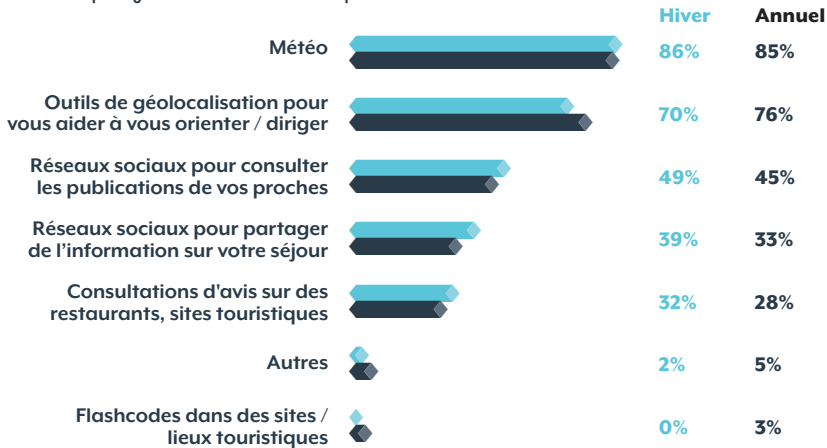 Hiver Annuel
Météo 86% 85%
Outils de géolocalisation pour
vous aider à vous orienter / diriger 70% 76%
Réseaux sociaux pour consulter
les publications de vos proches 49% 45%
Réseaux sociaux pour partager
de l'information sur votre séjour 39% 33%
Consultations d'avis sur des
restaurants, sites touristiques 32% 28%
Autres 2% 5%
Flashcodes dans des sites /
lieux touristiques 0% 3%